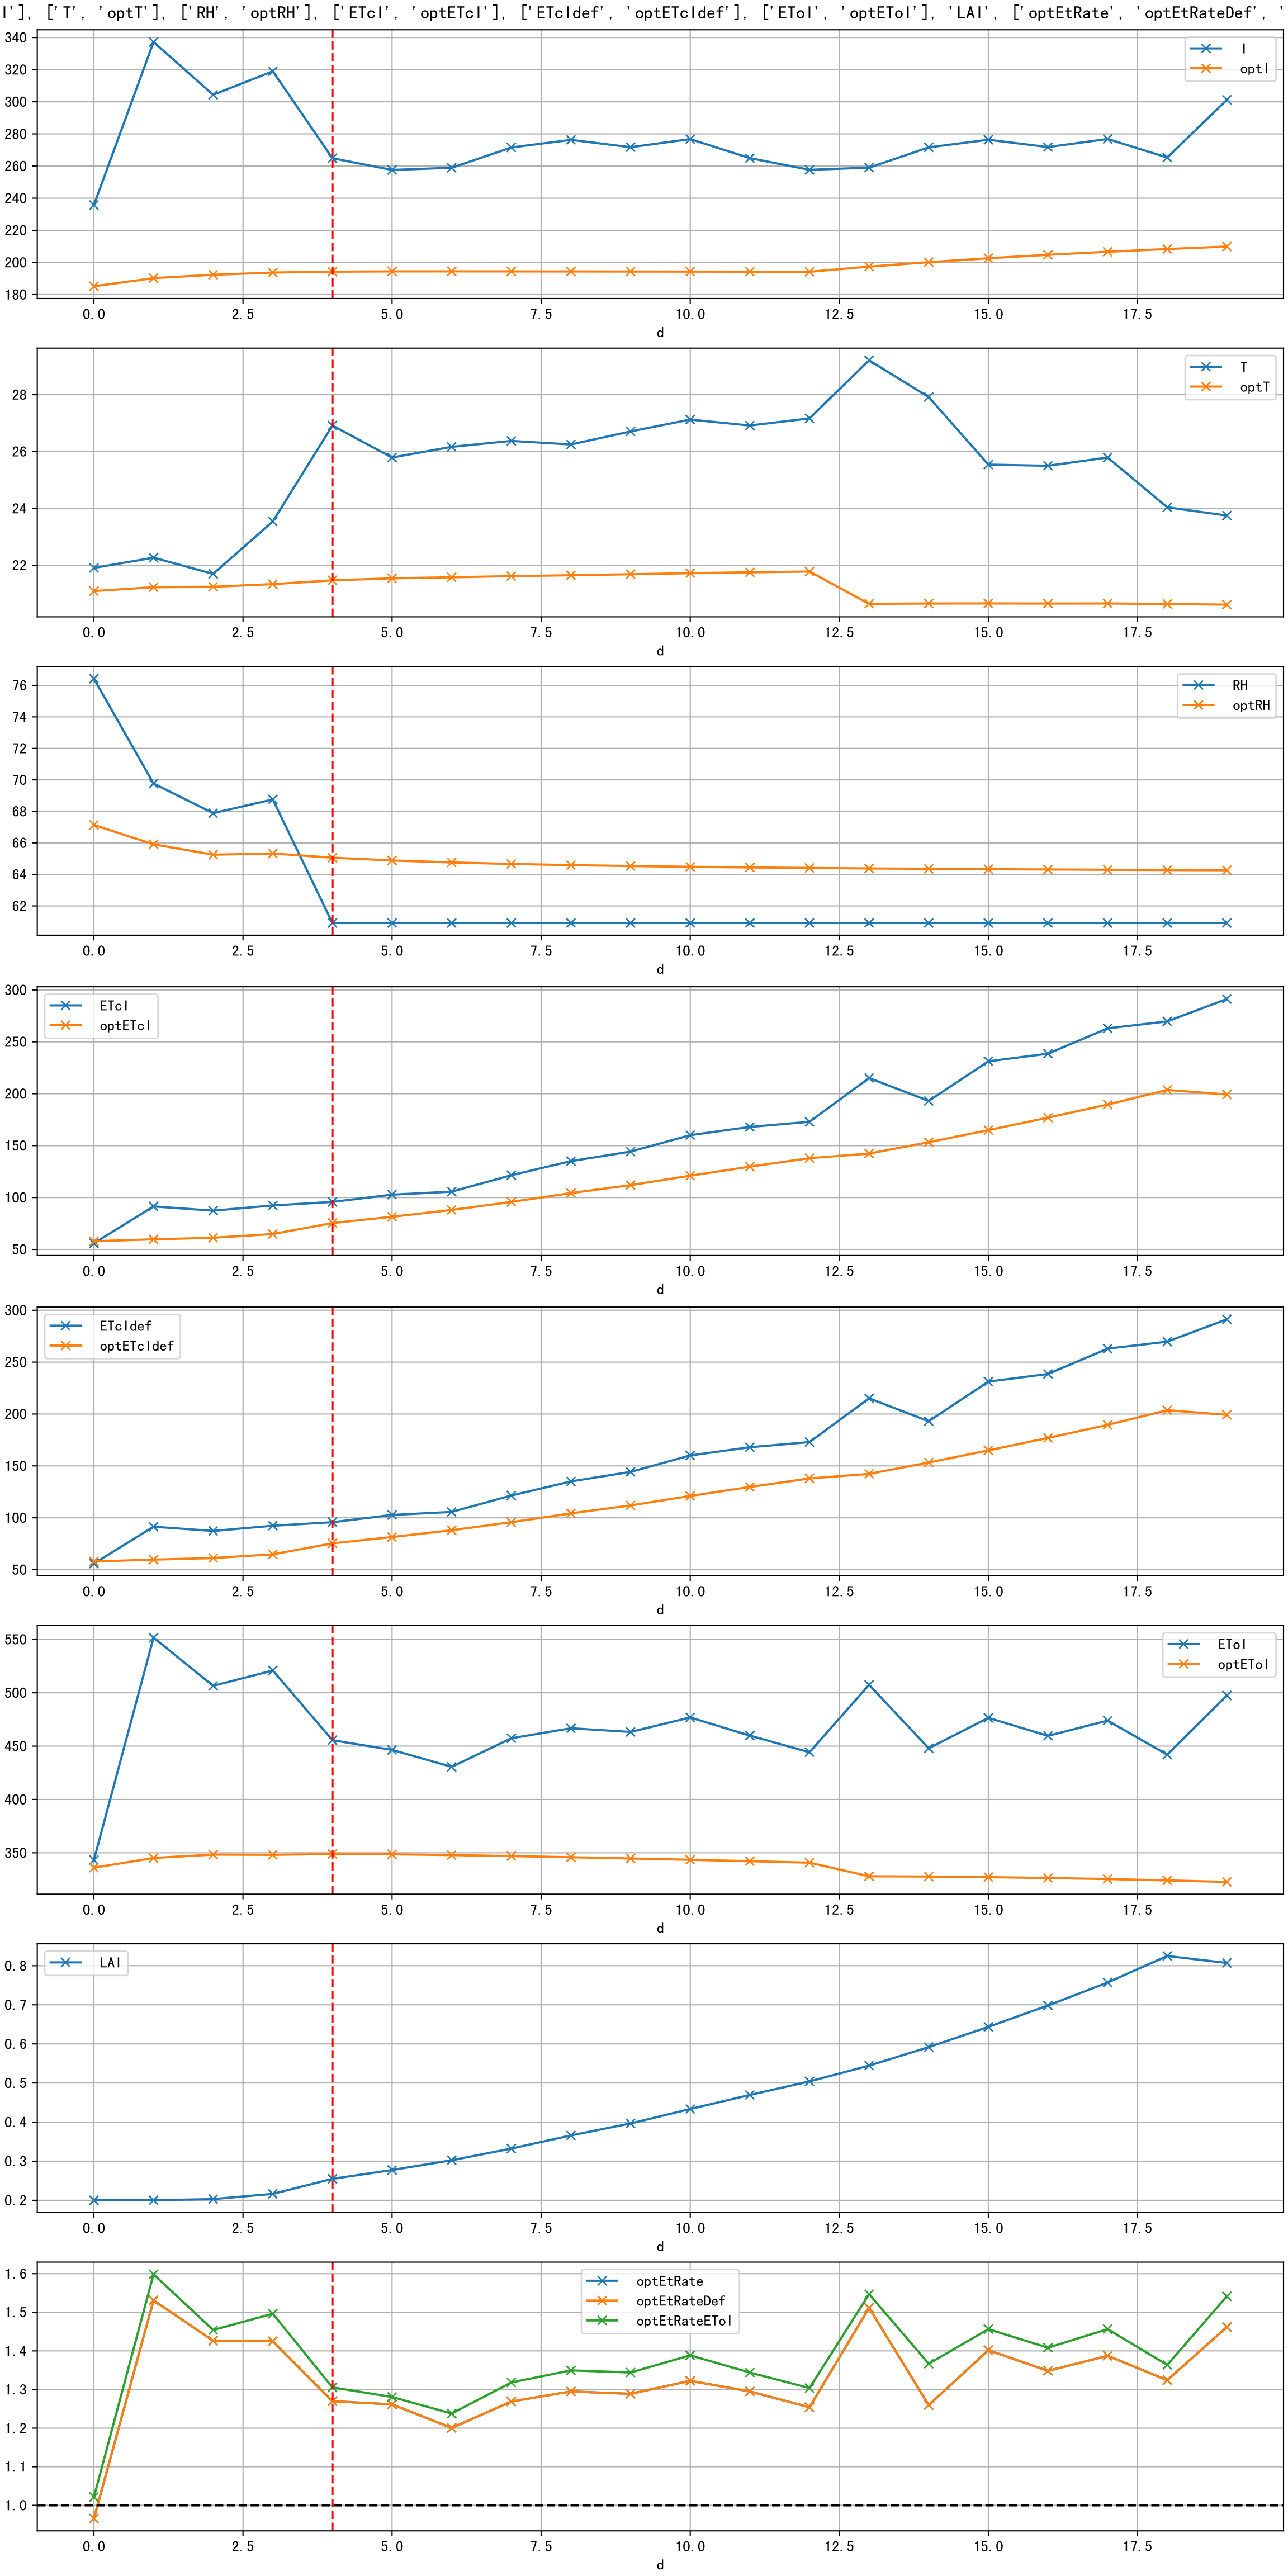 I'], ['T', 'optT'], ['RH', 'optRH'], ['ETcI', 'optETcI'], ['ETcIdef', 'optETcIdef'], ['EToI', 'optEToI'], 'LAI', ['optEtRate', 'optEtRateDef', '
340
320
300
280
260
240
220
200
180
I
optI
0.0 2.5 5.0 7.5 10.0 12.5 15.0 17.5
d
28
26
24
22
T
optT
0.0 2.5 5.0 7.5 10.0 12.5 15.0 17.5
d
76
74
72
70
68
66
64
62
RH
optRH
0.0 2.5 5.0 7.5 10.0 12.5 15.0 17.5
d
300
250
200
150
100
50
ETcI
optETcI
0.0 2.5 5.0 7.5 10.0 12.5 15.0 17.5
d
300
250
200
150
100
50
ETcIdef
optETcIdef
0.0 2.5 5.0 7.5 10.0 12.5 15.0 17.5
d
550
500
450
400
350
EToI
optEToI
0.0 2.5 5.0 7.5 10.0 12.5 15.0 17.5
d
0.8
0.7
0.6
0.5
0.4
0.3
0.2
LAI
0.0 2.5 5.0 7.5 10.0 12.5 15.0 17.5
d
1.6
1.5
1.4
1.3
1.2
1.1
1.0
optEtRate
optEtRateDef
optEtRateEToI
0.0 2.5 5.0 7.5 10.0 12.5 15.0 17.5
d